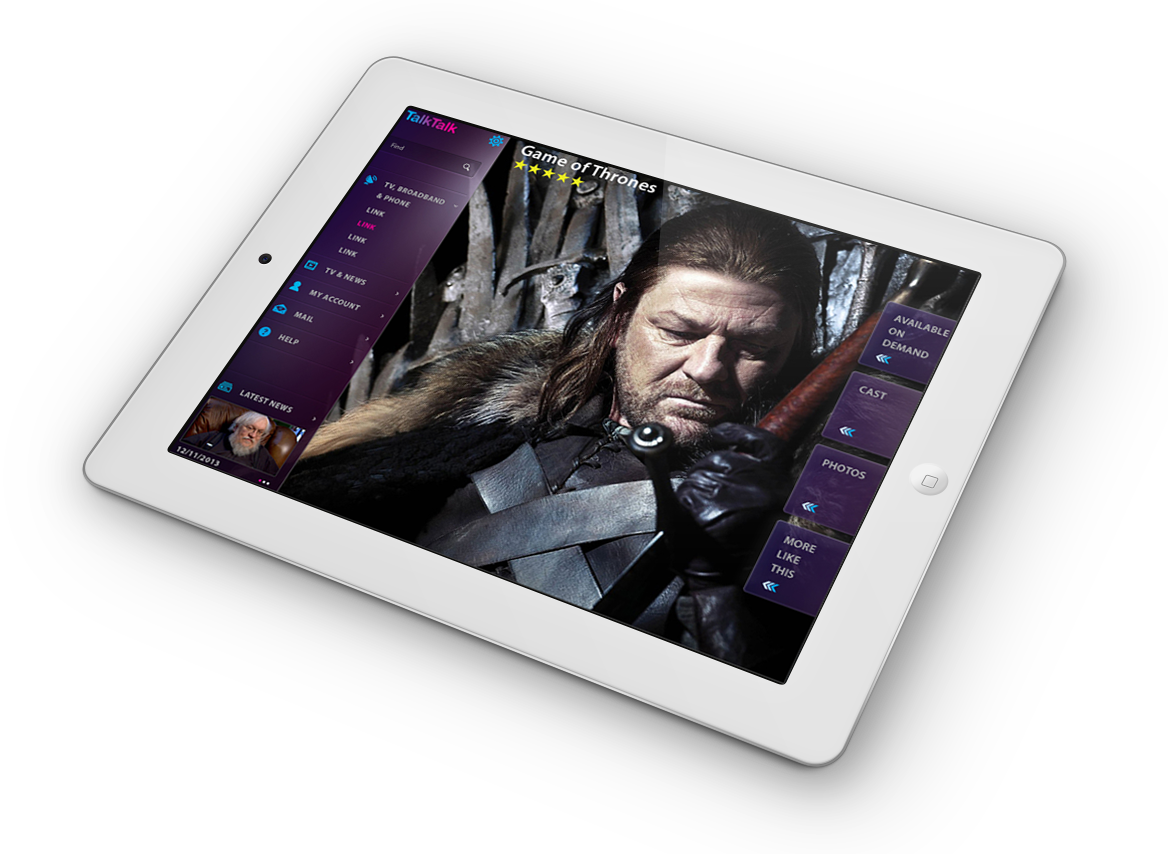 TalkTalk
Find
TV, BROADBAND
& PHONE
LINK
LINK
LINK
LINK
TV & NEWS
MY ACCOUNT
MAIL
HELP
LATEST NEWS
12/11/2013
Game of Thrones
AVAILABLE
ON
DEMAND
CAST
PHOTOS
MORE
LIKE
THIS